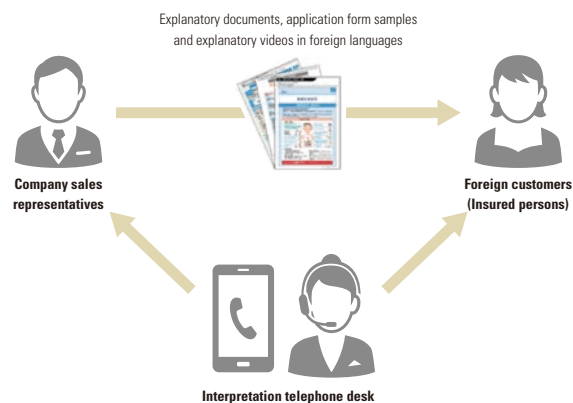 Explanatory documents, application form samples
and explanatory videos in foreign languages
Company sales
representatives
Foreign customers
(Insured persons)
Interpretation telephone desk